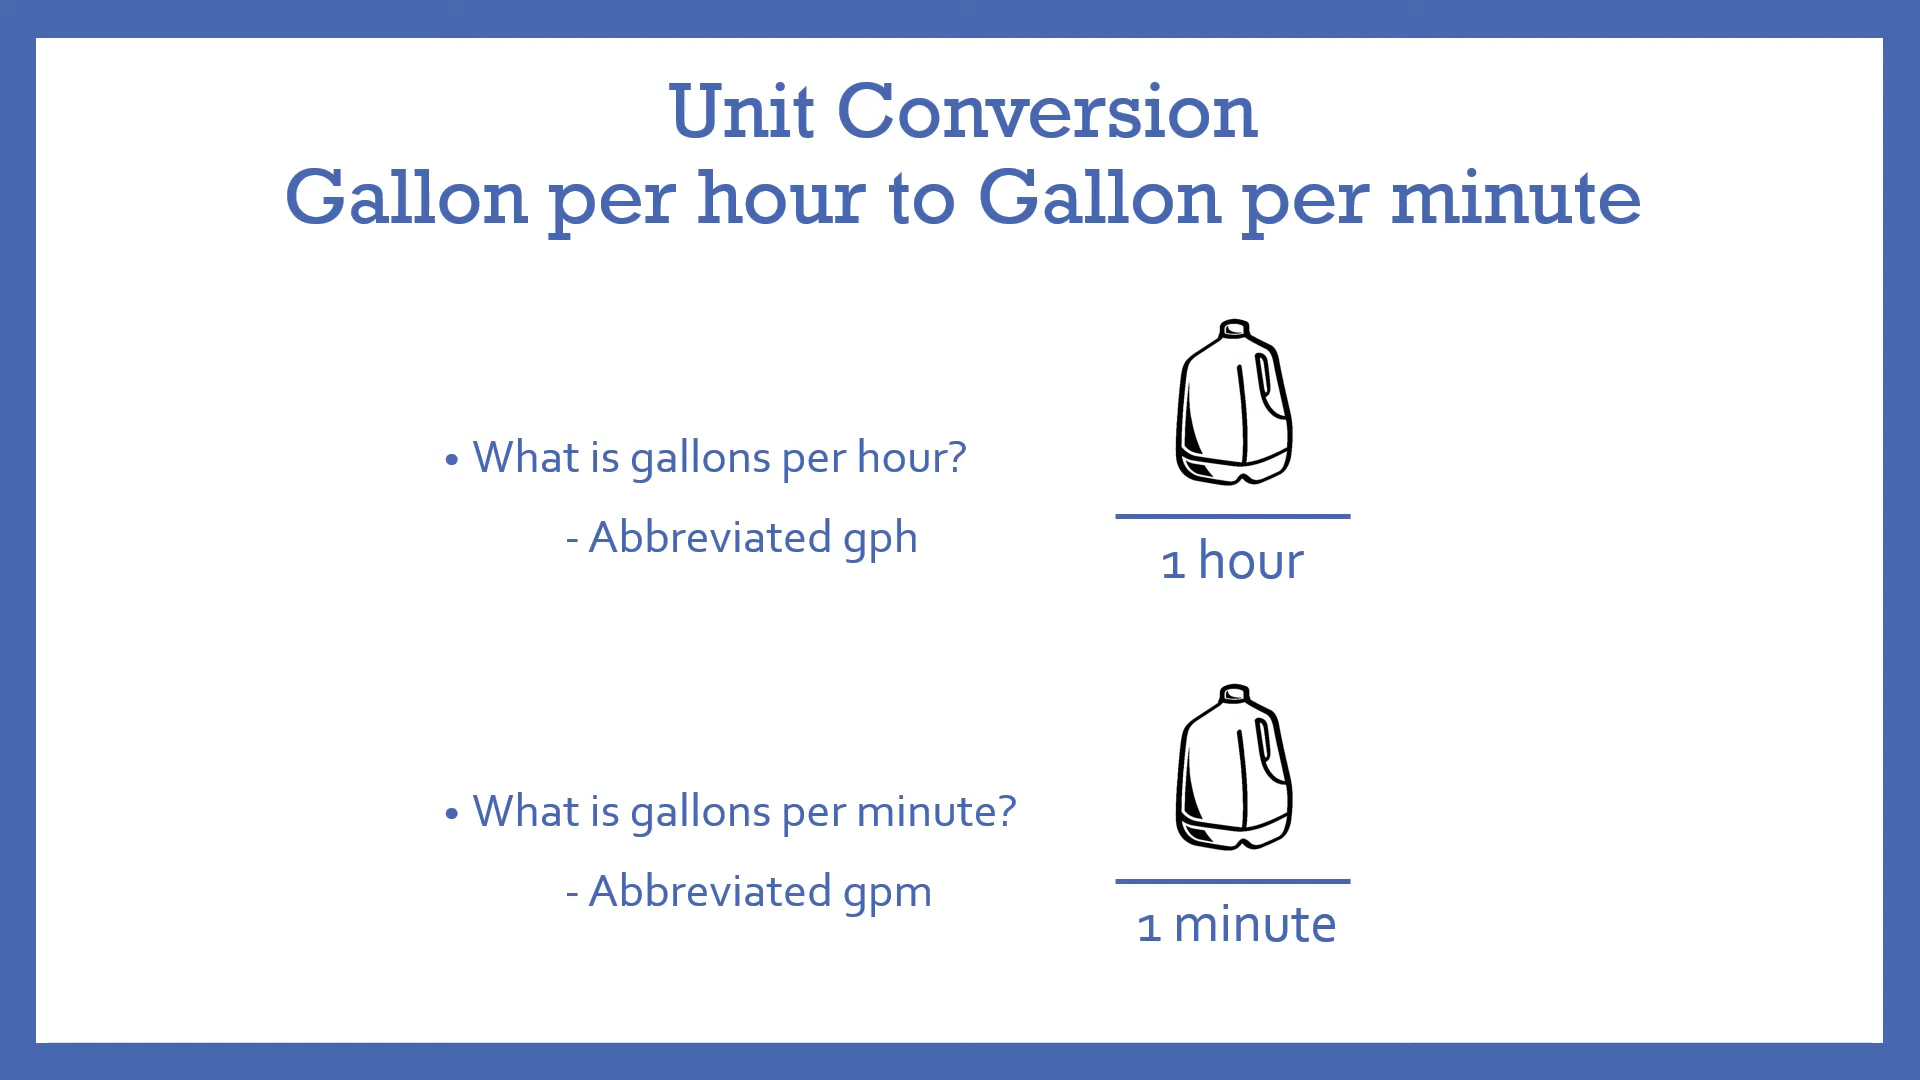 Unit Conversion
Gallon per hour to Gallon per minute
• What is gallons per hour?
- Abbreviated gph
1 hour
• What is gallons per minute?
- Abbreviated gpm
1 minute